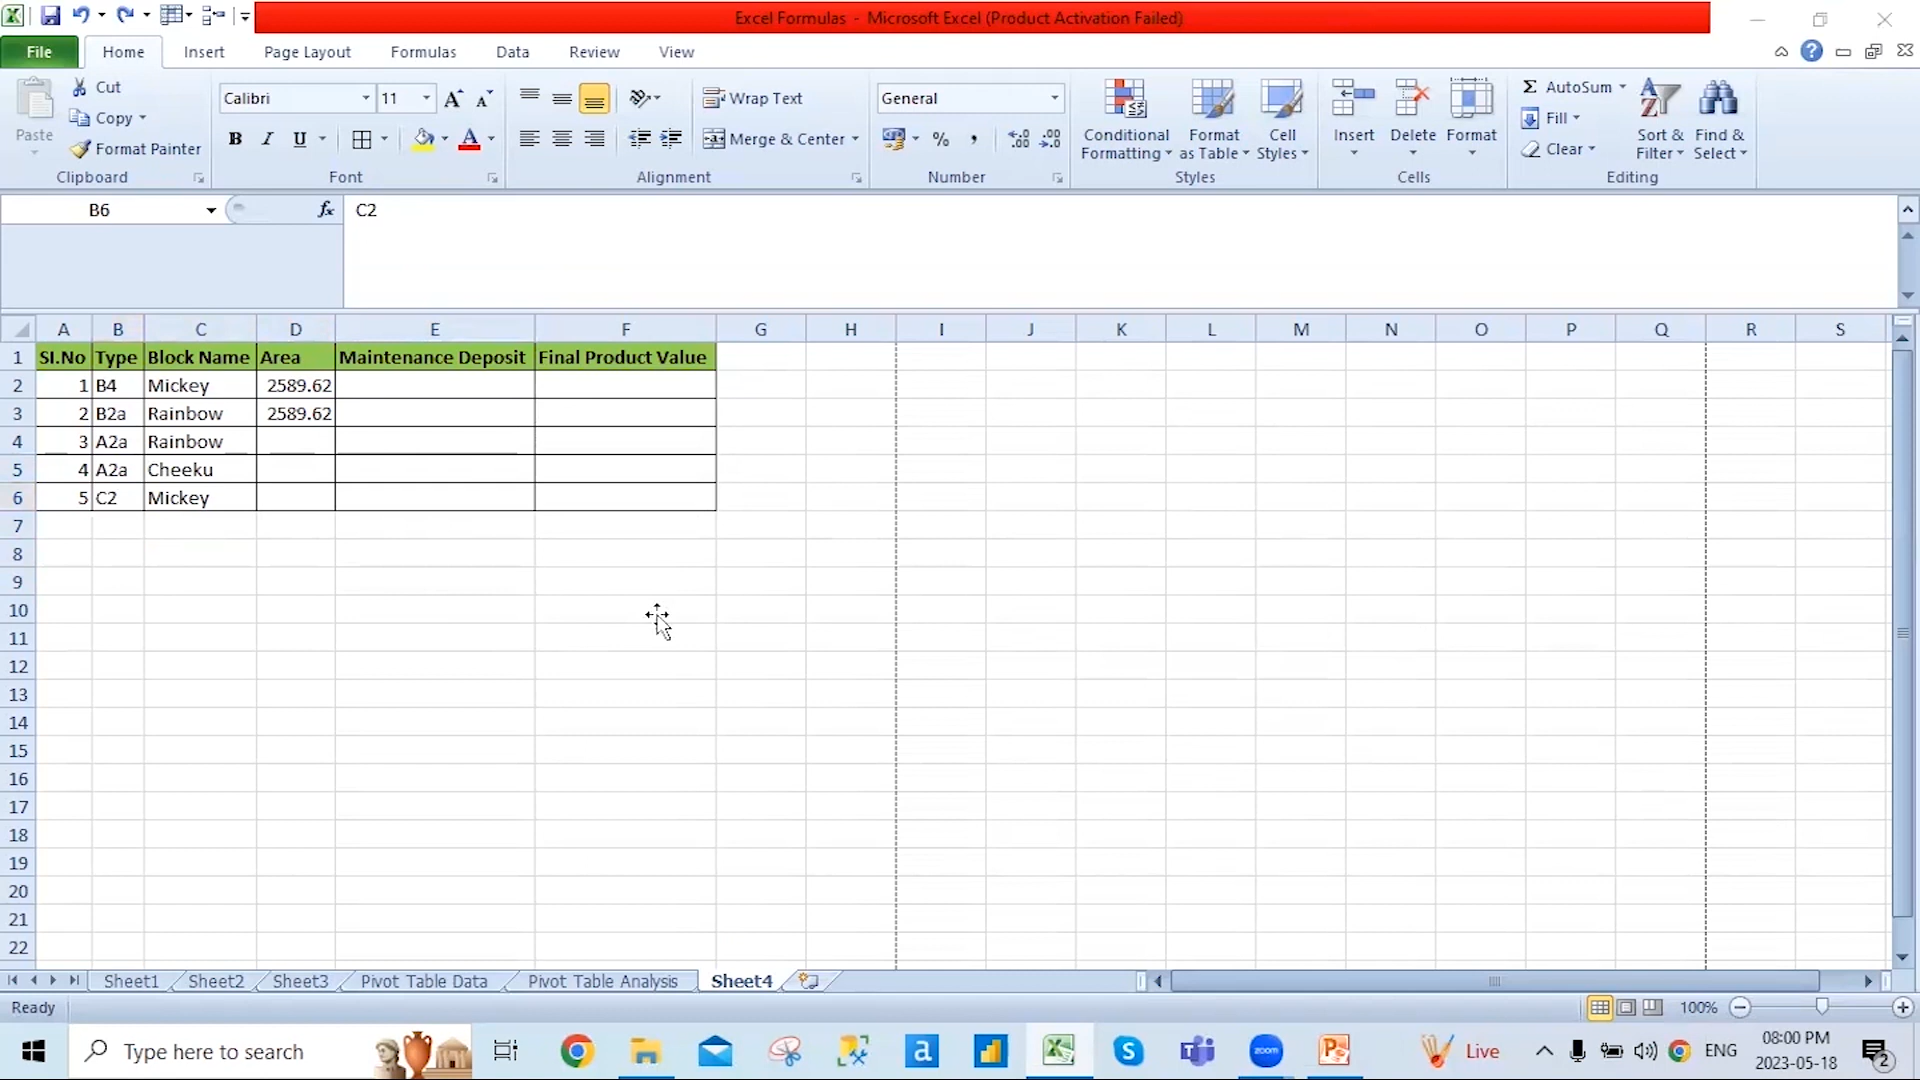 Excel Formulas - Microsoft Excel (Product Activation Failed)
File Home Insert Page Layout Formulas Data Review View
Paste Cut Copy Format Painter
Clipboard
Calibri 11
B I U
Font
Wrap Text
Merge & Center
Alignment
General
% ,
Number
Conditional Formatting Format as Table Cell Styles
Styles
Insert Delete Format
Cells
Σ AutoSum Fill Clear
Sort & Filter Find & Select
Editing
B6 fx C2
A B C D E F G H I J K L M N O P Q R S
1 SI.No Type Block Name Area Maintenance Deposit Final Product Value
2 1 B4 Mickey 2589.62
3 2 B2a Rainbow 2589.62
4 3 A2a Rainbow
5 4 A2a Cheeku
6 5 C2 Mickey
7
8
9
10
11
12
13
14
15
16
17
18
19
20
21
22
Sheet1 Sheet2 Sheet3 Pivot Table Data Pivot Table Analysis Sheet4
Ready 100%
Type here to search a zoom Live ENG 08:00 PM
2023-05-18 2